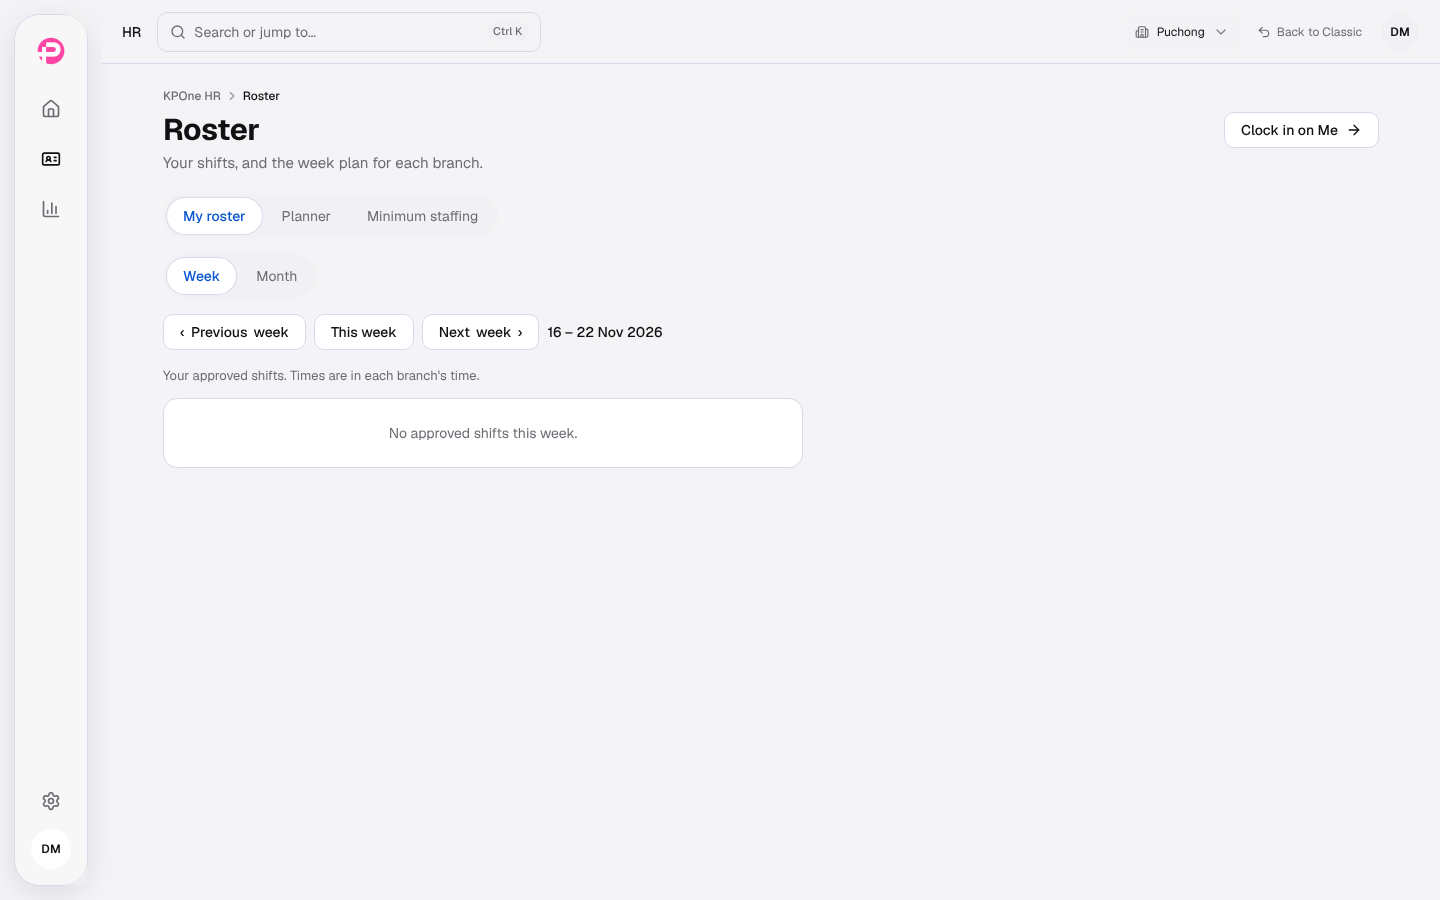 HR
Search or jump to...
Ctrl K
Puchong
Back to Classic
DM
KPOne HR > Roster
Roster
Clock in on Me →
Your shifts, and the week plan for each branch.
My roster
Planner
Minimum staffing
Week
Month
‹ Previous week
This week
Next week ›
16 – 22 Nov 2026
Your approved shifts. Times are in each branch's time.
No approved shifts this week.
DM